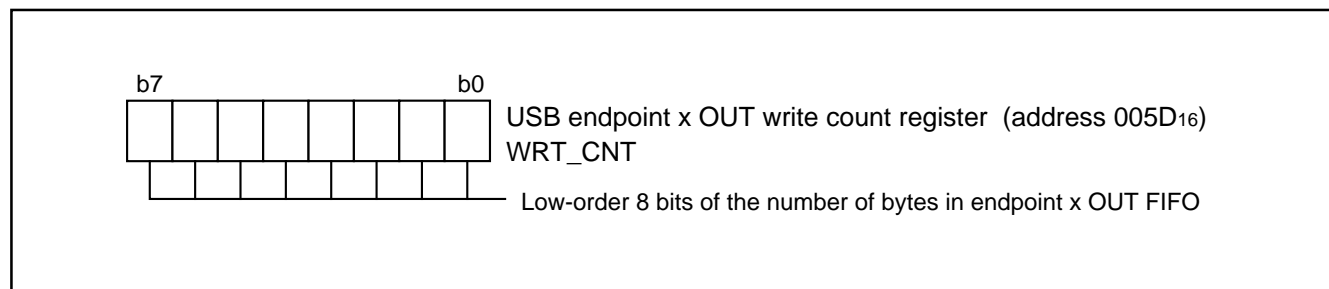 b7 b0
USB endpoint x OUT write count register (address 005D₁₆)
WRT_CNT
Low-order 8 bits of the number of bytes in endpoint x OUT FIFO